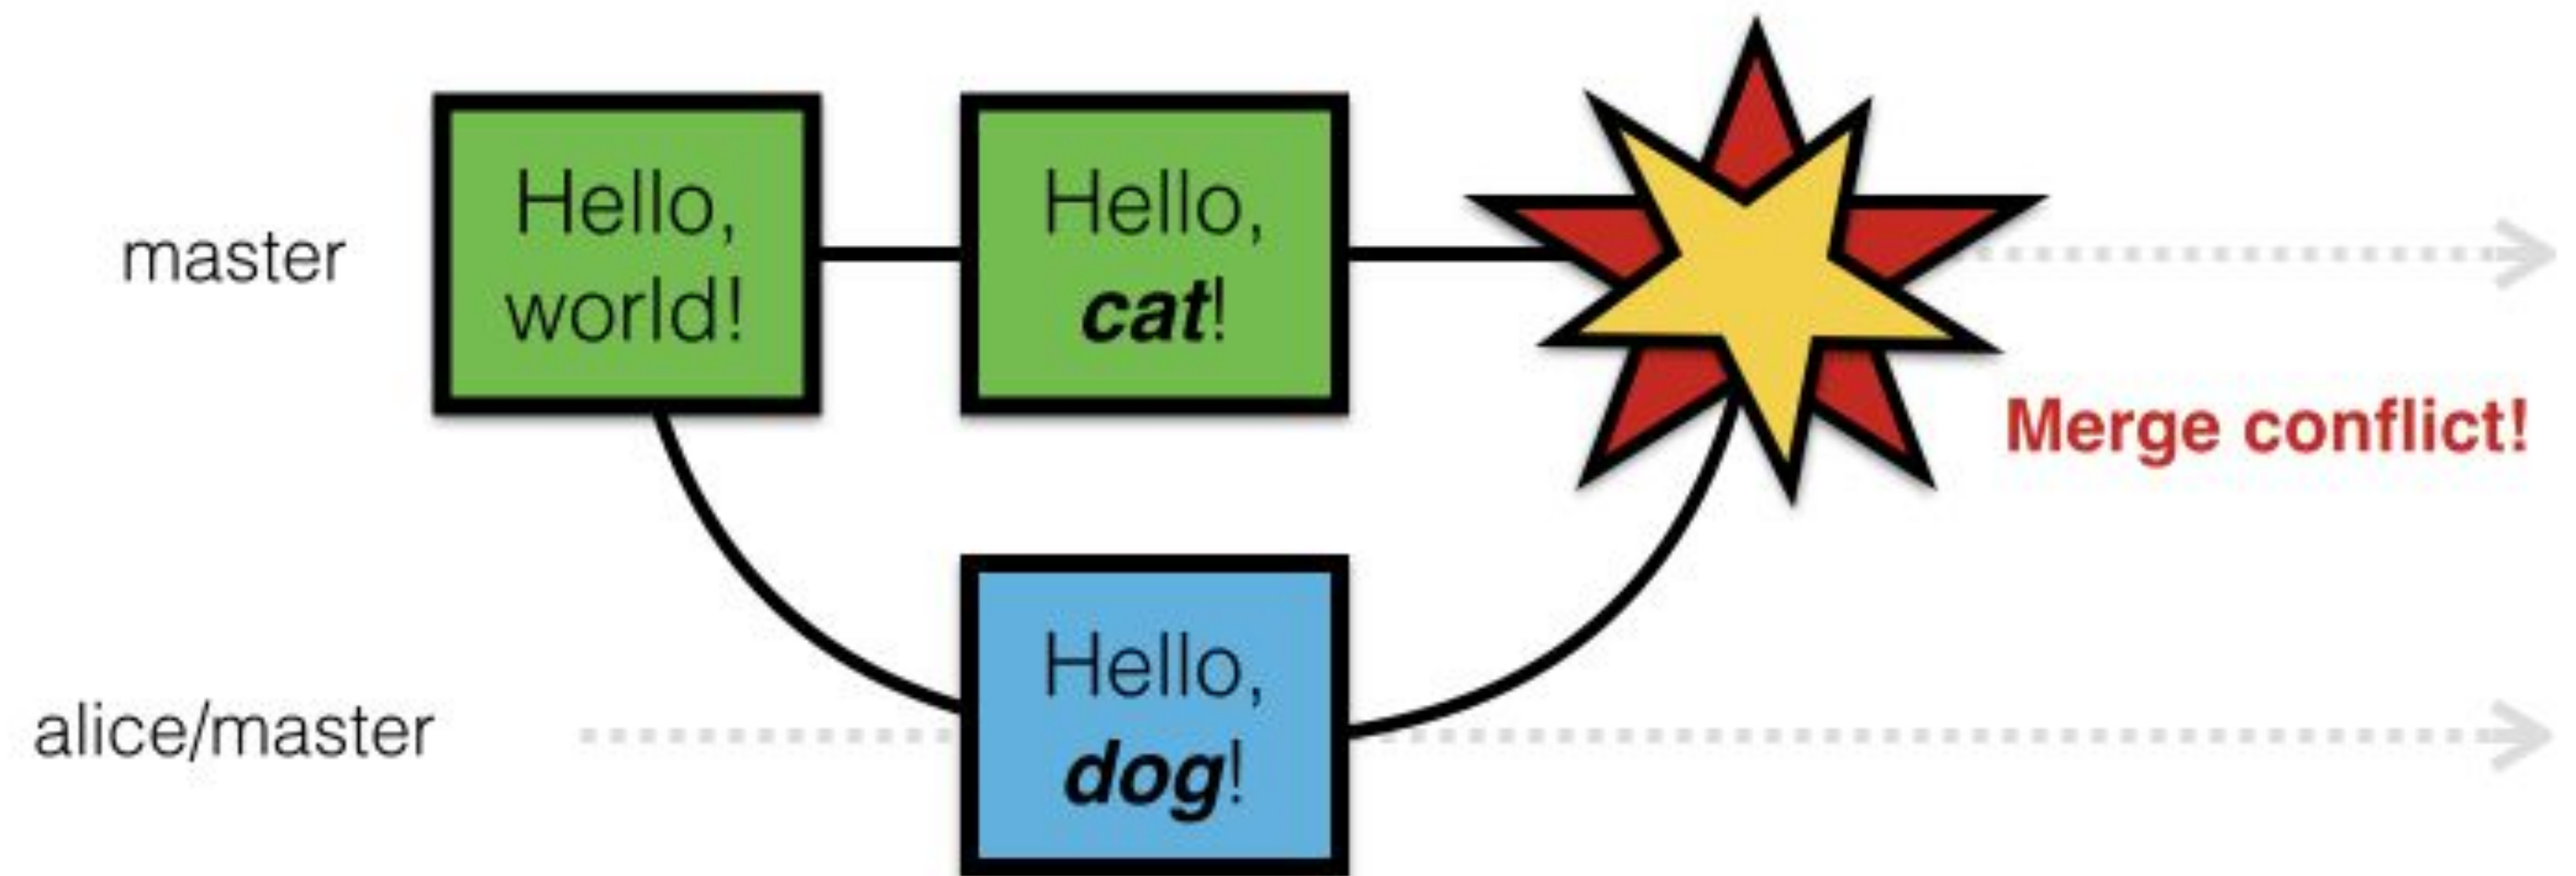 master
Hello,
world!
Hello,
cat!
Merge conflict!
alice/master
Hello,
dog!